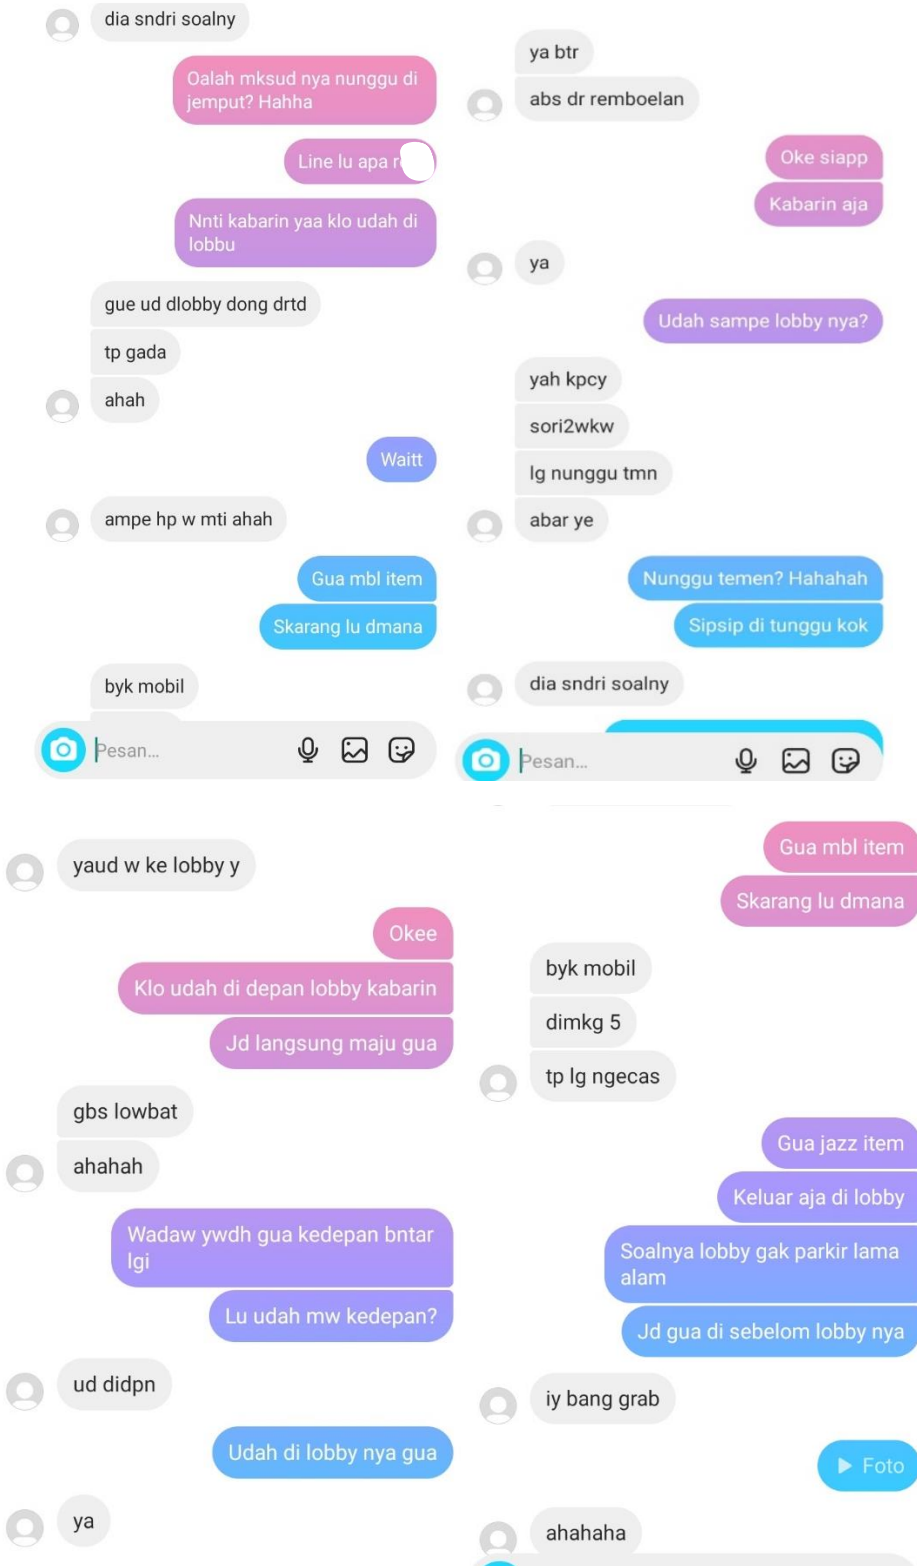 dia sndri soalny
Oalah mksud nya nunggu di
jemput? Hahha
Line lu apa
Nnti kabarin yaa klo udah di
lobbu
gue ud dlobby dong drtd
tp gada
ahah
Waitt
ampe hp w mti ahah
Gua mbl item
Skarang lu dmana
byk mobil
Pesan...
ya btr
abs dr remboelan
Oke siapp
Kabarin aja
ya
Udah sampe lobby nya?
yah kpcy
sori2wkw
lg nunggu tmn
abar ye
Nunggu temen? Hahahah
Sipsip di tunggu kok
dia sndri soalny
Pesan...
yaud w ke lobby y
Okee
Klo udah di depan lobby kabarin
Jd langsung maju gua
gbs lowbat
ahahah
Wadaw ywdh gua kedepan bntar
lgi
Lu udah mw kedepan?
ud didpn
Udah di lobby nya gua
ya
Gua mbl item
Skarang lu dmana
byk mobil
dimkg 5
tp lg ngecas
Gua jazz item
Keluar aja di lobby
Soalnya lobby gak parkir lama
alam
Jd gua di sebelom lobby nya
iy bang grab
Foto
ahahaha